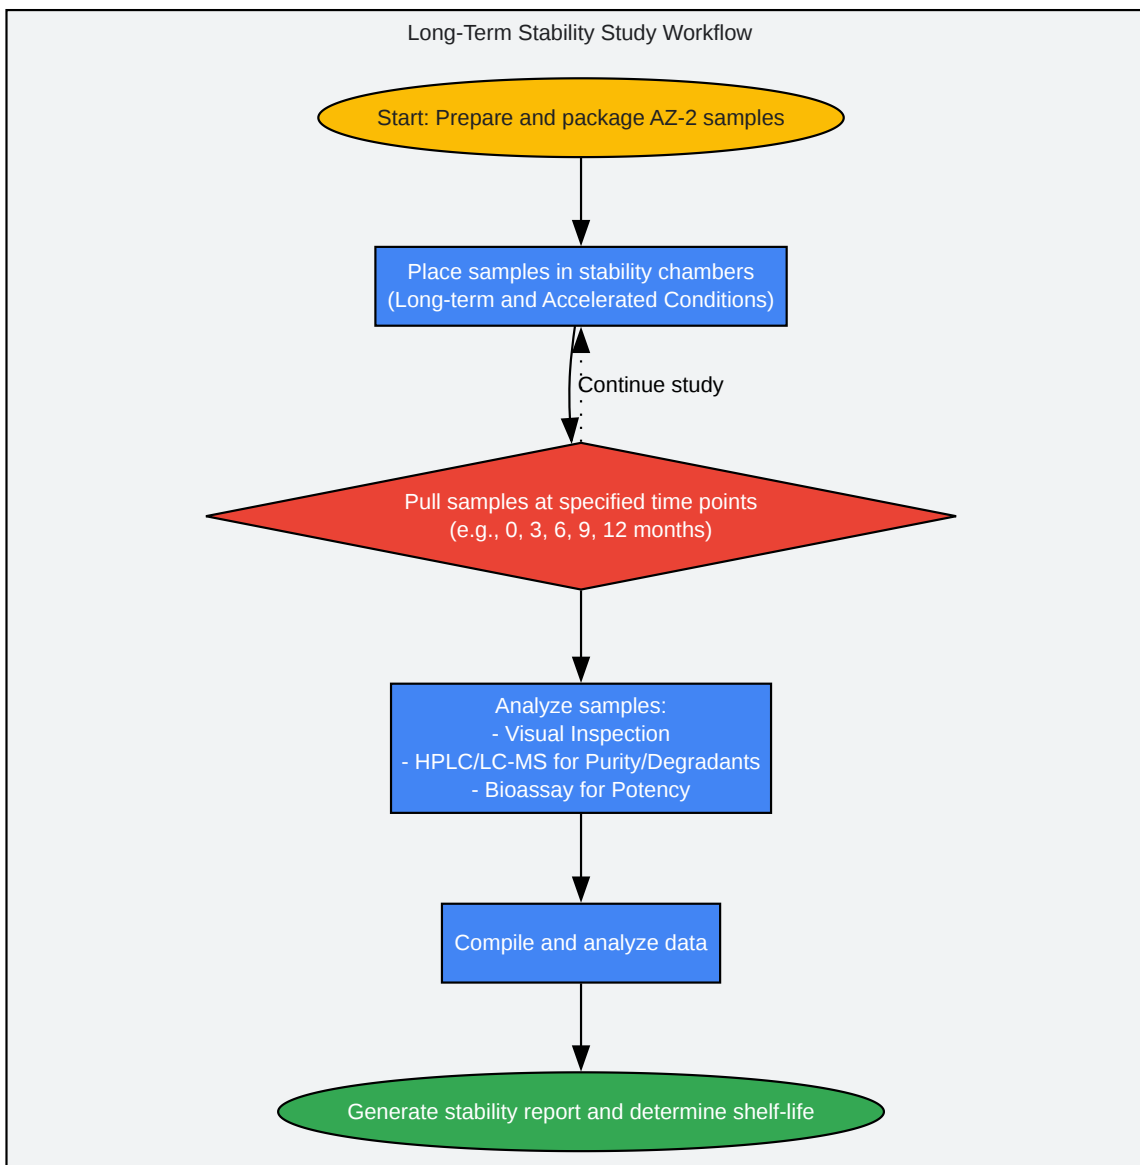 Long-Term Stability Study Workflow
Start: Prepare and package AZ-2 samples
Place samples in stability chambers
(Long-term and Accelerated Conditions)
Continue study
Pull samples at specified time points
(e.g., 0, 3, 6, 9, 12 months)
Analyze samples:
- Visual Inspection
- HPLC/LC-MS for Purity/Degradants
- Bioassay for Potency
Compile and analyze data
Generate stability report and determine shelf-life